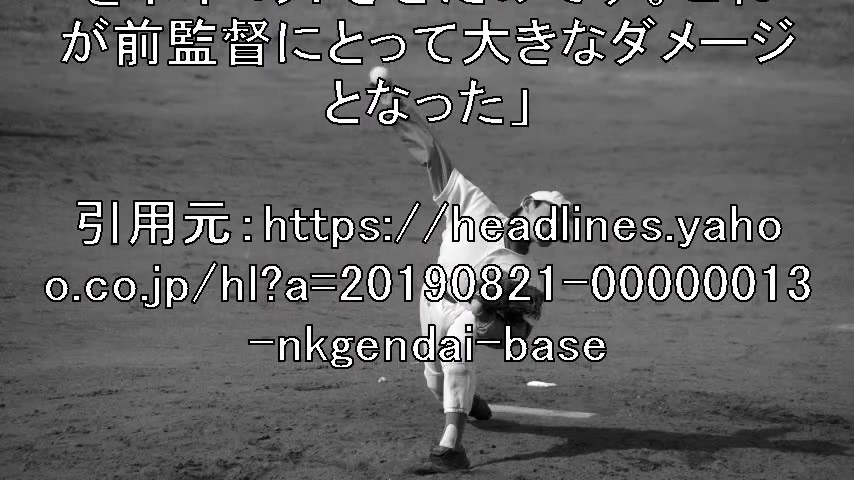 が前監督にとって大きなダメージ
となった」
引用元：https://headlines.yaho
o.co.jp/hl?a=20190821-00000013
-nkgendai-base